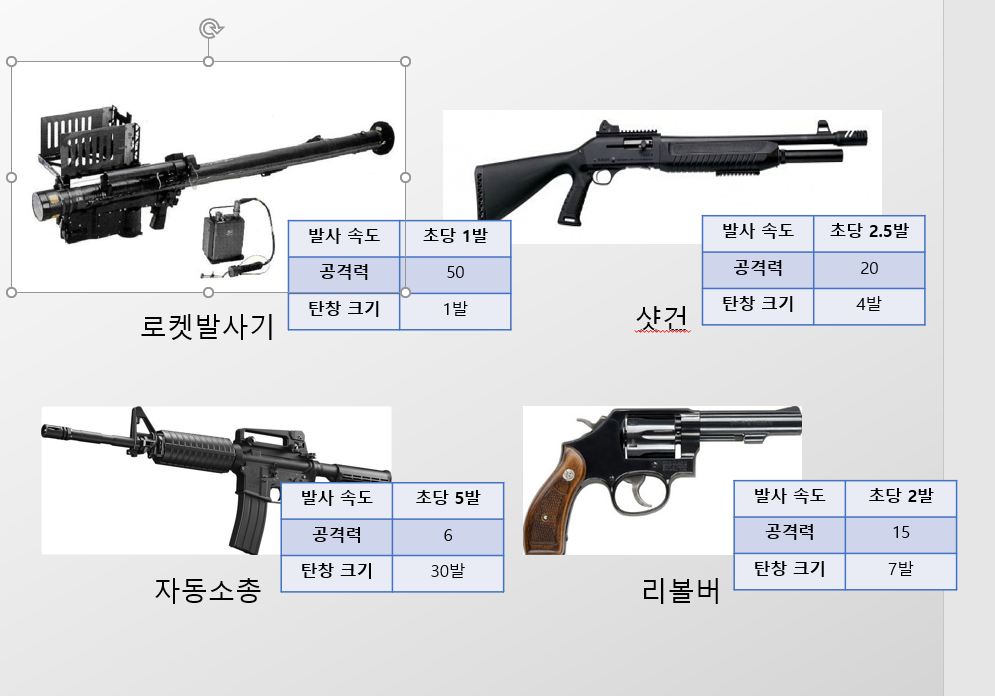 발사 속도 초당 1발
공격력 50
탄창 크기 1발
로켓발사기
발사 속도 초당 2.5발
공격력 20
탄창 크기 4발
샷건
발사 속도 초당 5발
공격력 6
탄창 크기 30발
자동소총
발사 속도 초당 2발
공격력 15
탄창 크기 7발
리볼버